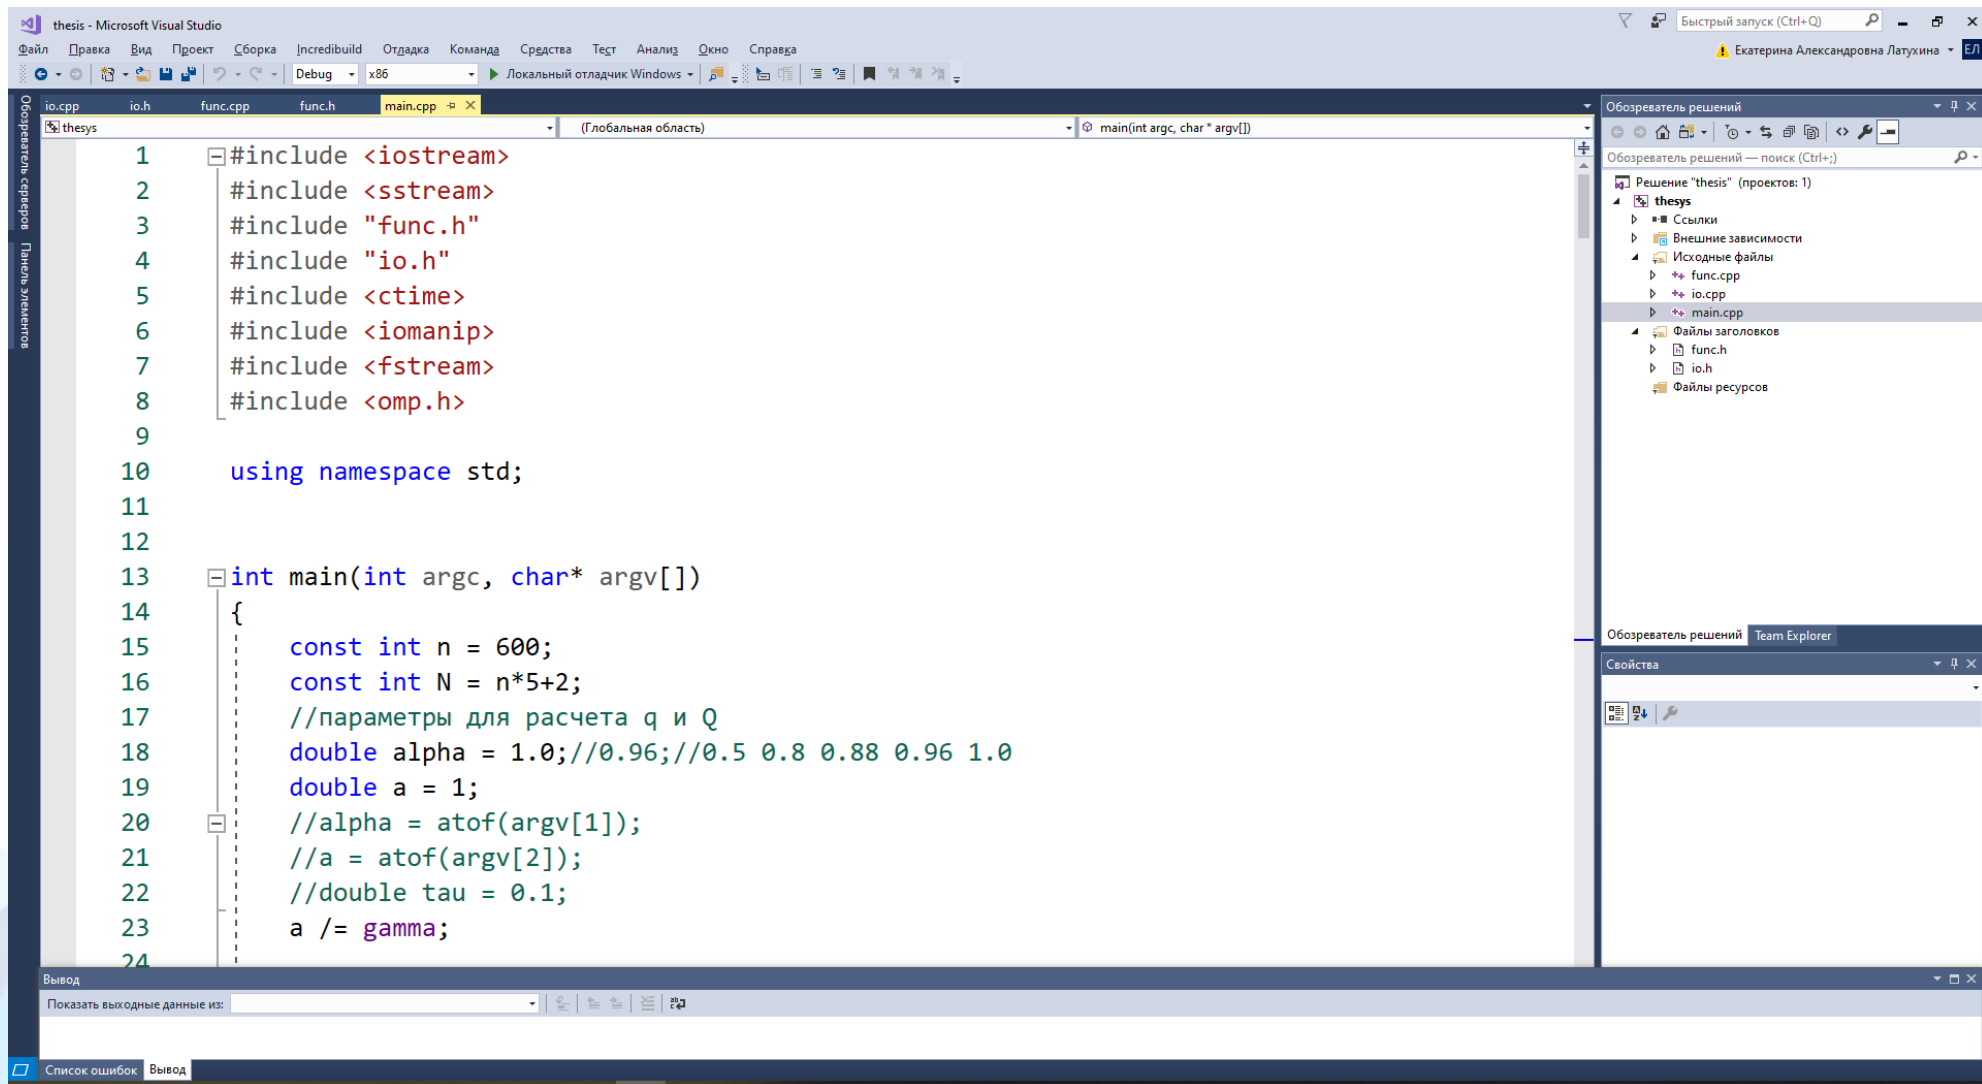 thesis - Microsoft Visual Studio
Быстрый запуск (Ctrl+Q)
Файл Правка Вид Проект Сборка Incredibuild Отладка Команда Средства Тест Анализ Окно Справка
Екатерина Александровна Латухина ЕЛ
Debug x86 Локальный отладчик Windows
Обозреватель серверов
Панель элементов
io.cpp io.h func.cpp func.h main.cpp
thesys (Глобальная область) main(int argc, char * argv[])
1 #include <iostream>
2 #include <sstream>
3 #include "func.h"
4 #include "io.h"
5 #include <ctime>
6 #include <iomanip>
7 #include <fstream>
8 #include <omp.h>
9
10 using namespace std;
11
12
13 int main(int argc, char* argv[])
14 {
15 const int n = 600;
16 const int N = n*5+2;
17 //параметры для расчета q и Q
18 double alpha = 1.0;//0.96;//0.5 0.8 0.88 0.96 1.0
19 double a = 1;
20 //alpha = atof(argv[1]);
21 //a = atof(argv[2]);
22 //double tau = 0.1;
23 a /= gamma;
24
Обозреватель решений
Обозреватель решений — поиск (Ctrl+;)
Решение "thesis" (проектов: 1)
thesys
Ссылки
Внешние зависимости
Исходные файлы
func.cpp
io.cpp
main.cpp
Файлы заголовков
func.h
io.h
Файлы ресурсов
Обозреватель решений Team Explorer
Свойства
Вывод
Показать выходные данные из:
Список ошибок Вывод